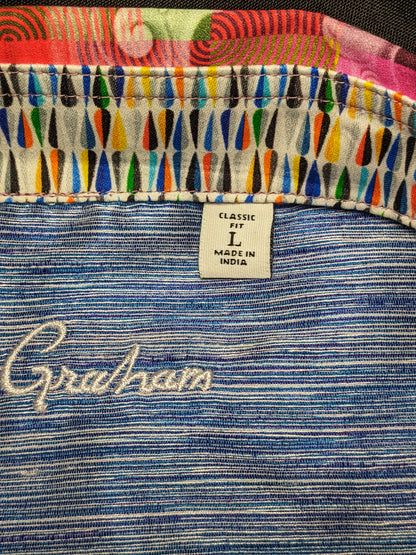 CLASSIC
FIT
L
MADE IN
INDIA
Graham